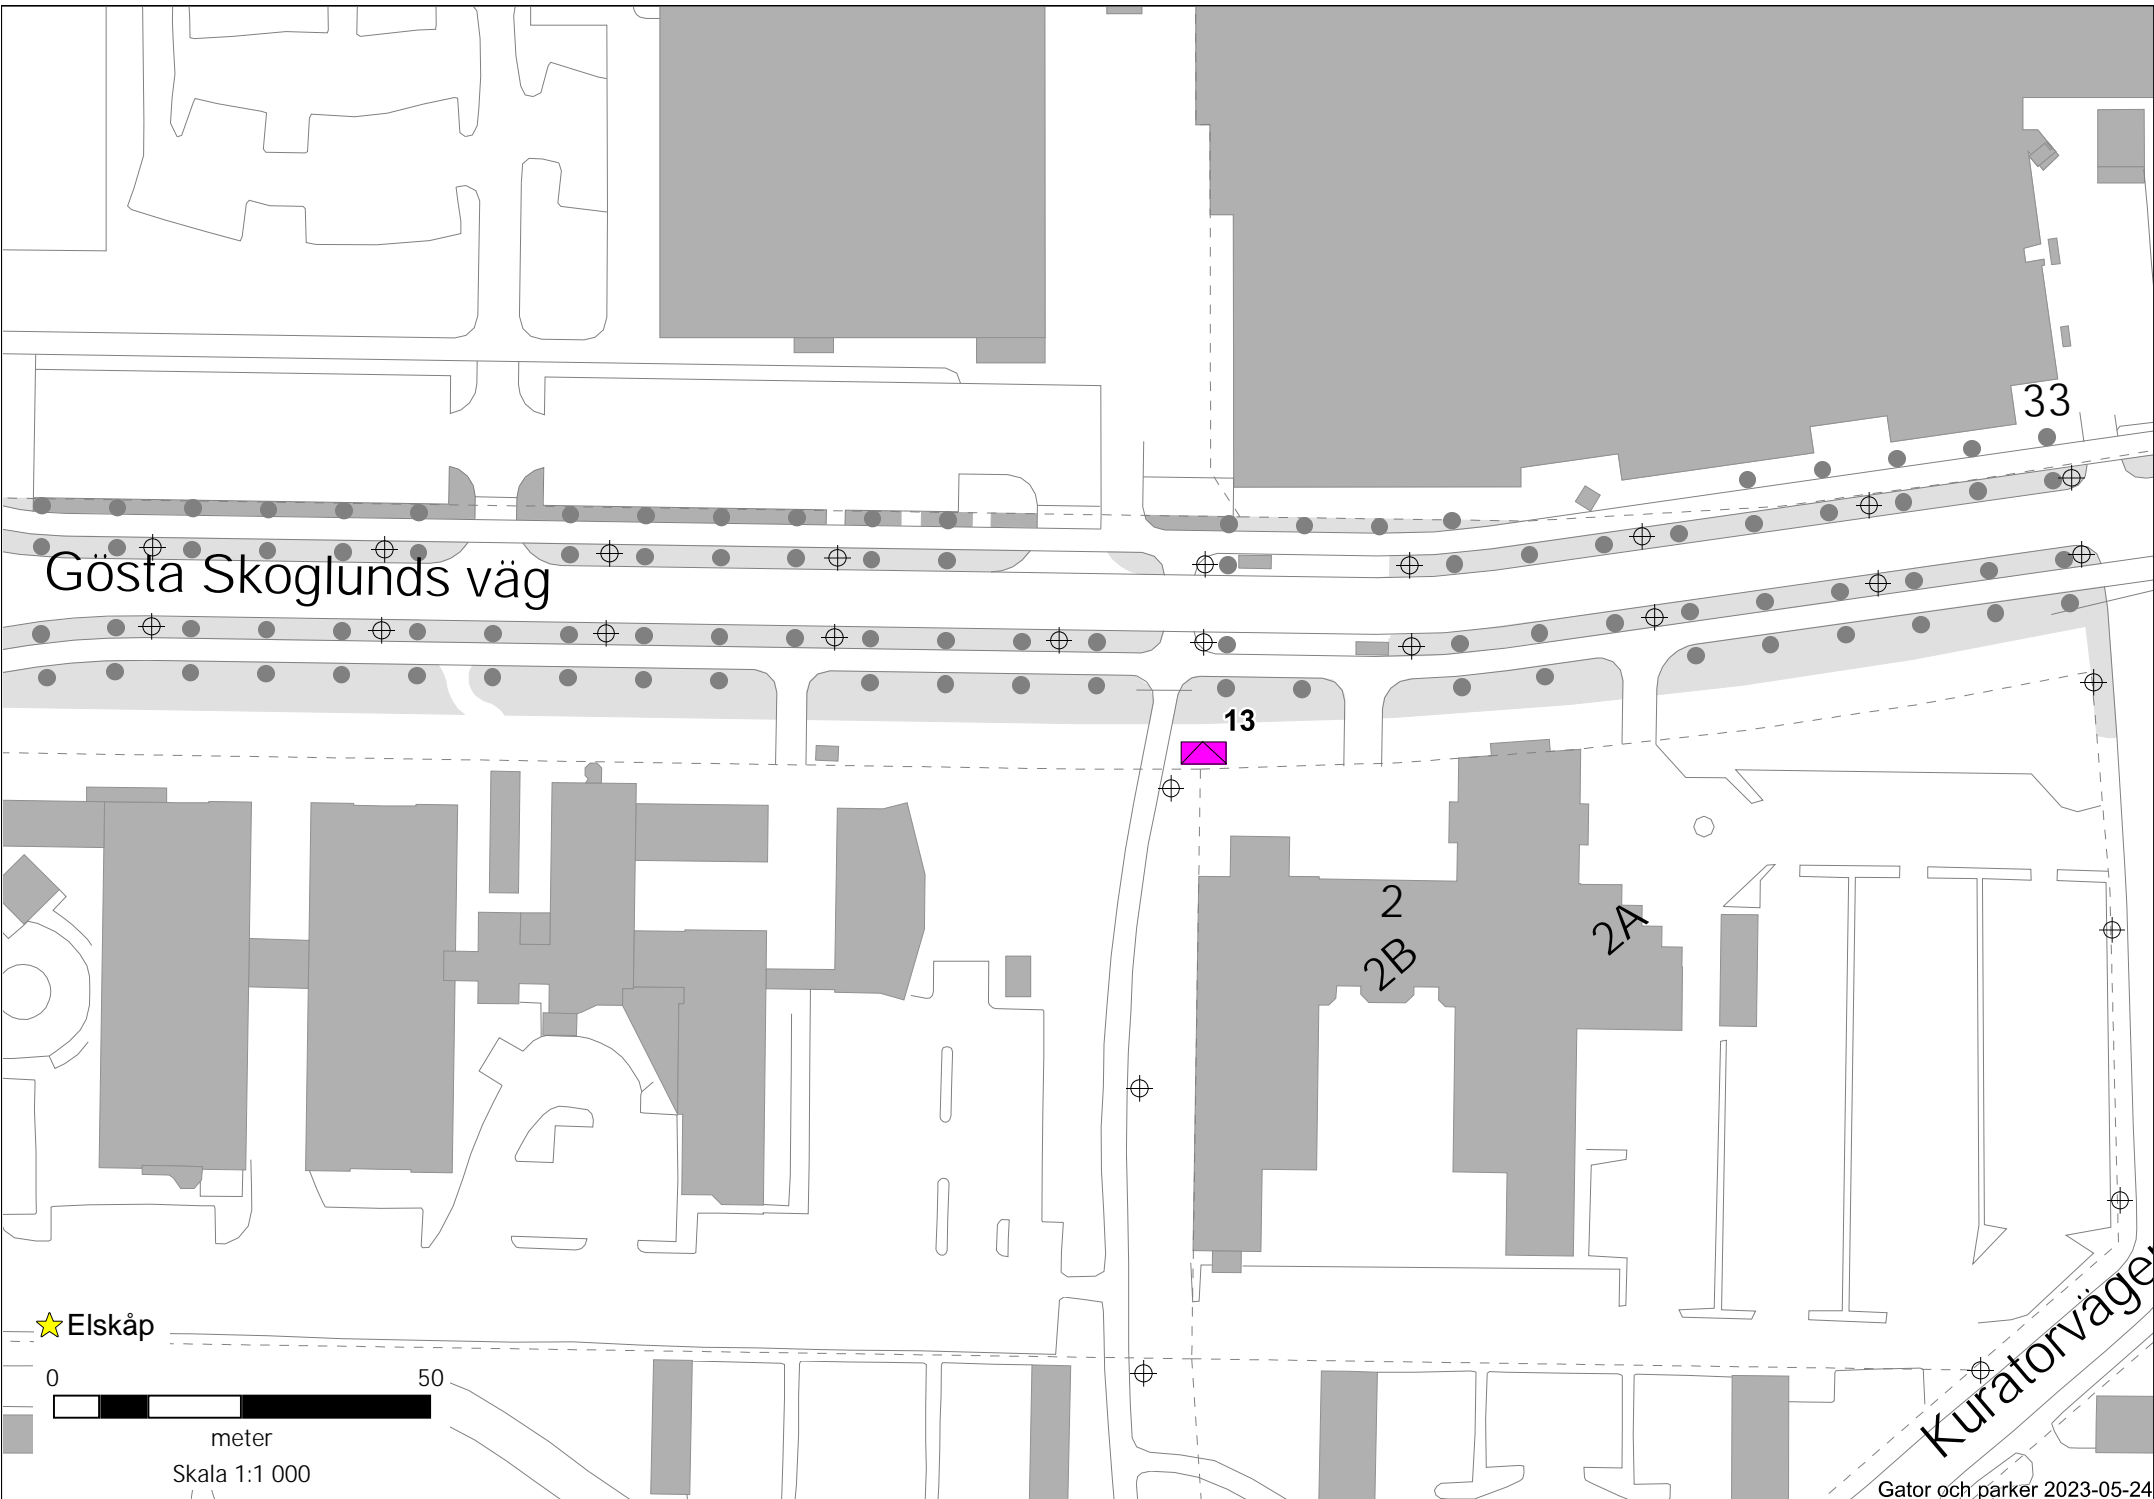 33
Gösta Skoglunds väg
13
2
2A
2B
Elskåp
0 50
meter
Skala 1:1 000
Gator och parker 2023-05-24